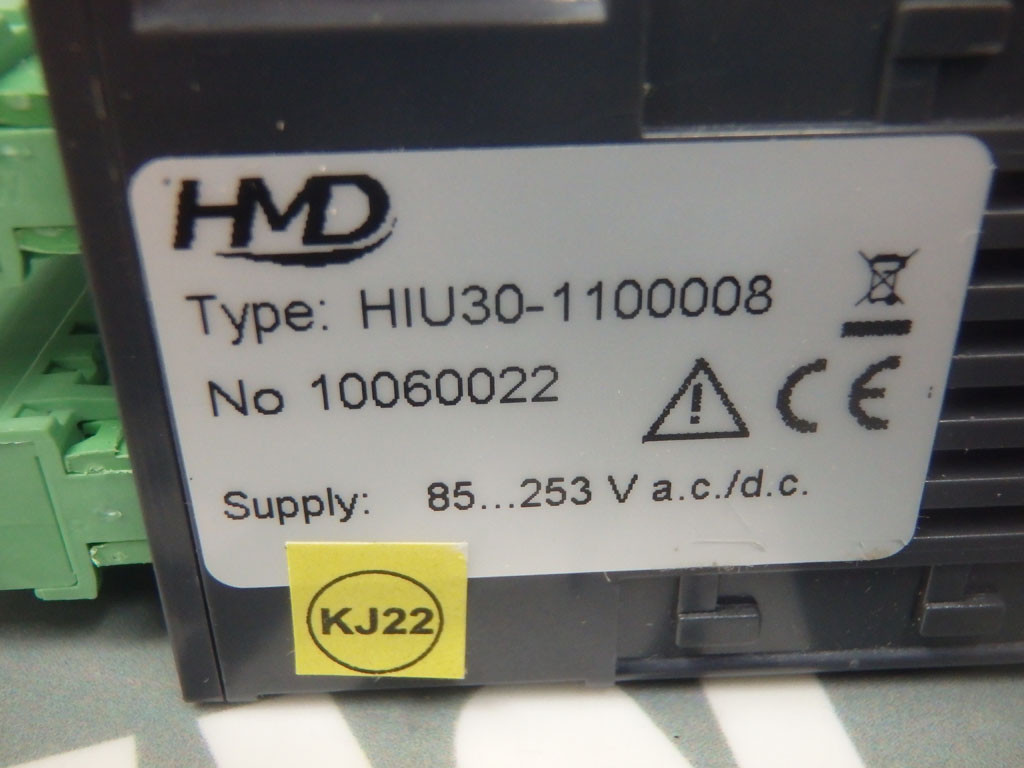 HMD
Type: HIU30-1100008
No 10060022
CE
Supply: 85...253 V a.c./d.c.
KJ22